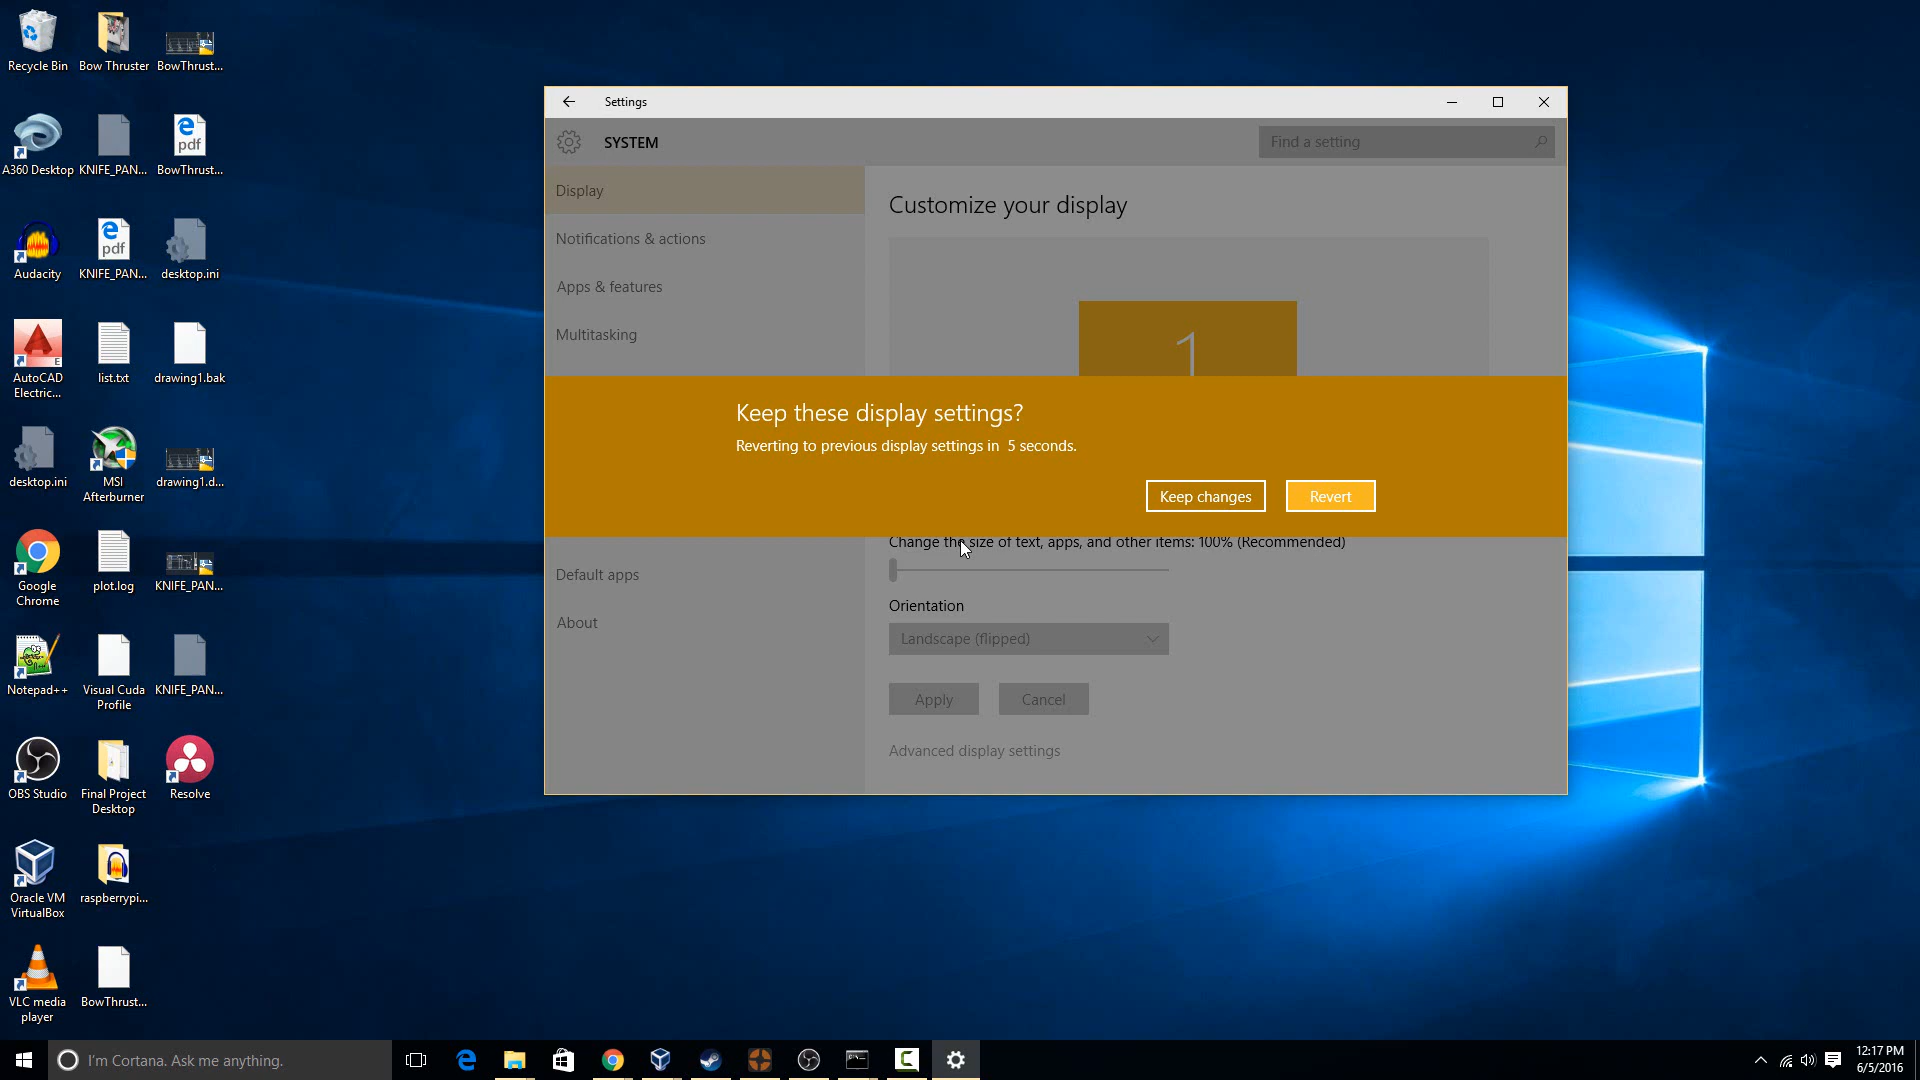 Recycle Bin
Bow Thruster
BowThrust...
A360 Desktop
KNIFE_PAN...
BowThrust...
Audacity
KNIFE_PAN...
desktop.ini
AutoCAD
Electric...
list.txt
drawing1.bak
desktop.ini
MSI
Afterburner
drawing1.d...
Google
Chrome
plot.log
KNIFE_PAN...
Notepad++
Visual Cuda
Profile
KNIFE_PAN...
OBS Studio
Final Project
Desktop
Resolve
Oracle VM
VirtualBox
raspberrypi...
VLC media
player
BowThrust...
pdf
pdf
E
Settings
SYSTEM
Find a setting
Display
Notifications & actions
Apps & features
Multitasking
Default apps
About
Customize your display
1
Keep these display settings?
Reverting to previous display settings in 5 seconds.
Keep changes
Revert
Change the size of text, apps, and other items: 100% (Recommended)
Orientation
Landscape (flipped)
Apply
Cancel
Advanced display settings
I'm Cortana. Ask me anything.
12:17 PM
6/5/2016